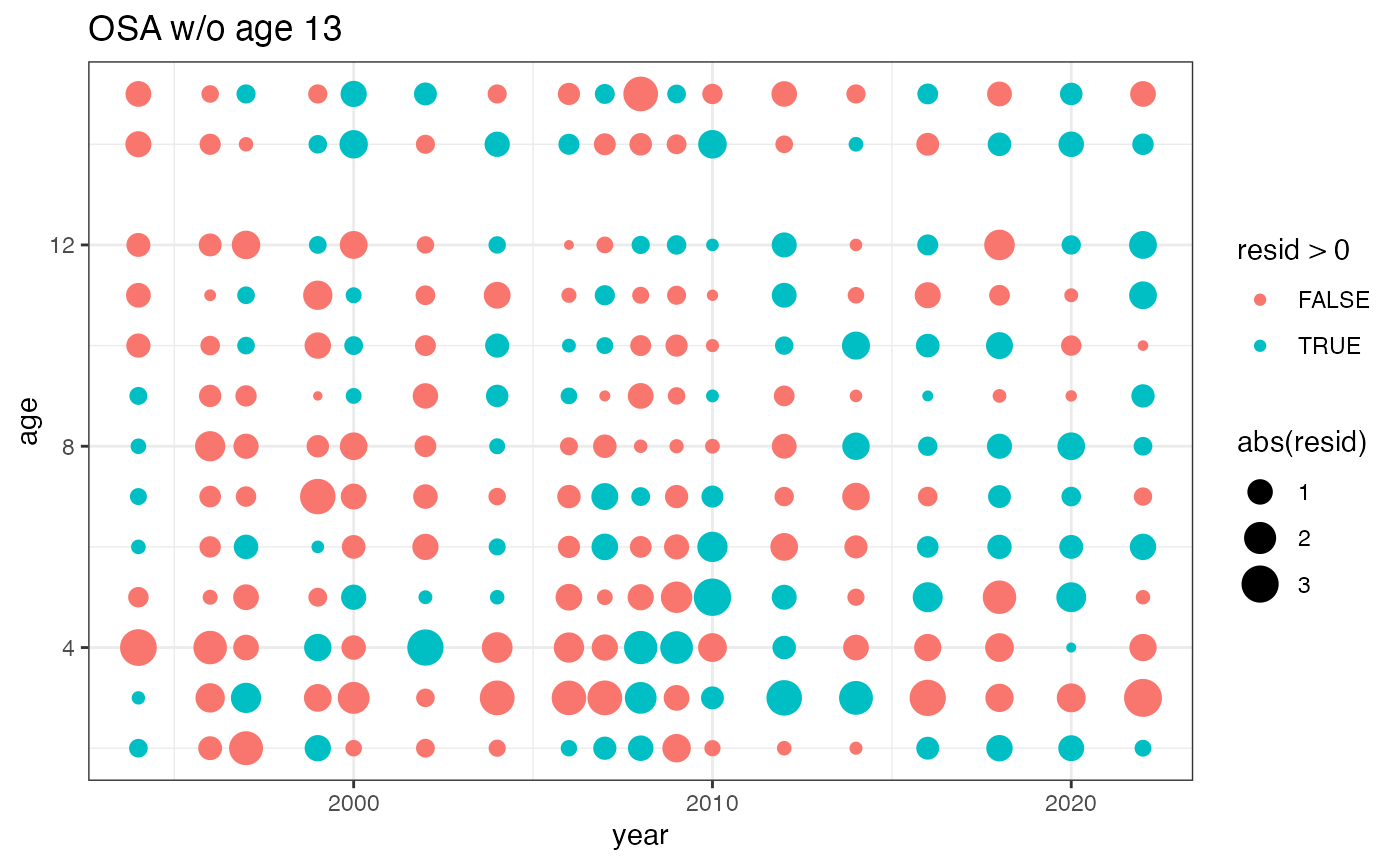 OSA w/o age 13
12
8
4
age
2000 2010 2020
year
resid > 0
FALSE
TRUE
abs(resid)
1
2
3